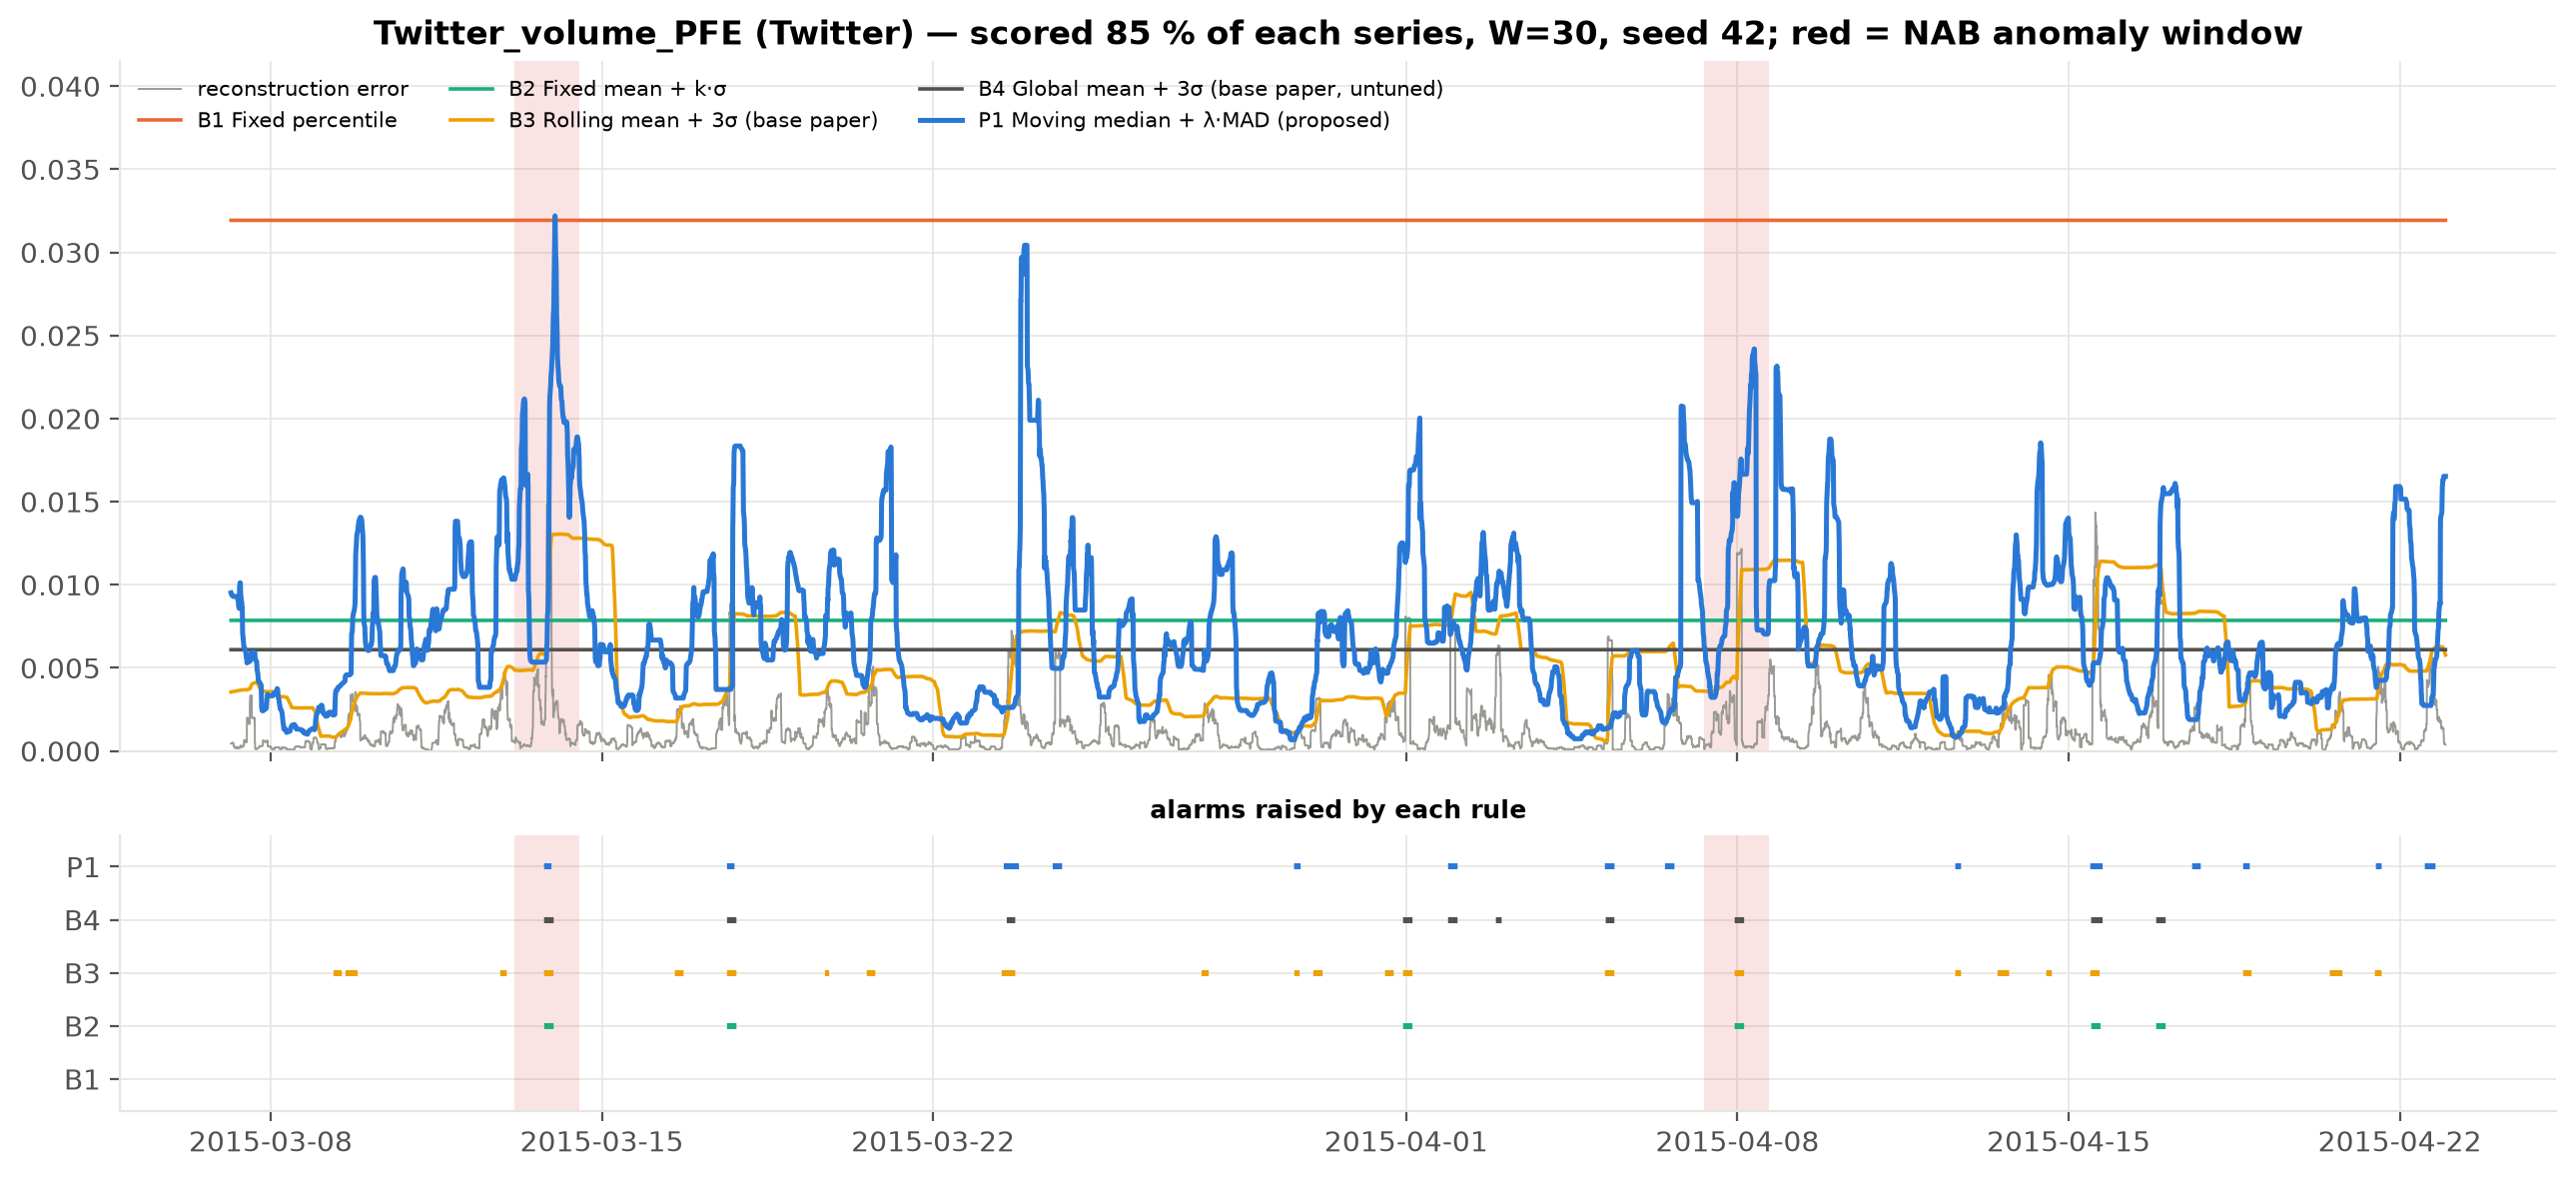 Twitter_volume_PFE (Twitter) — scored 85 % of each series, W=30, seed 42; red = NAB anomaly window
reconstruction error
B1 Fixed percentile
B2 Fixed mean + k·σ
B3 Rolling mean + 3σ (base paper)
B4 Global mean + 3σ (base paper, untuned)
P1 Moving median + λ·MAD (proposed)
0.040
0.035
0.030
0.025
0.020
0.015
0.010
0.005
0.000
alarms raised by each rule
P1
B4
B3
B2
B1
2015-03-08
2015-03-15
2015-03-22
2015-04-01
2015-04-08
2015-04-15
2015-04-22